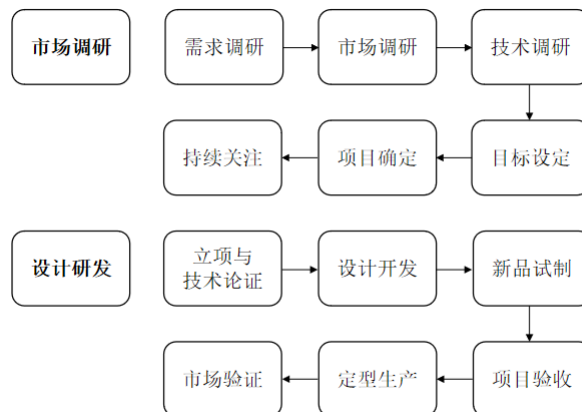 市场调研
需求调研
市场调研
技术调研
目标设定
项目确定
持续关注
设计研发
立项与
技术论证
设计开发
新品试制
项目验收
定型生产
市场验证